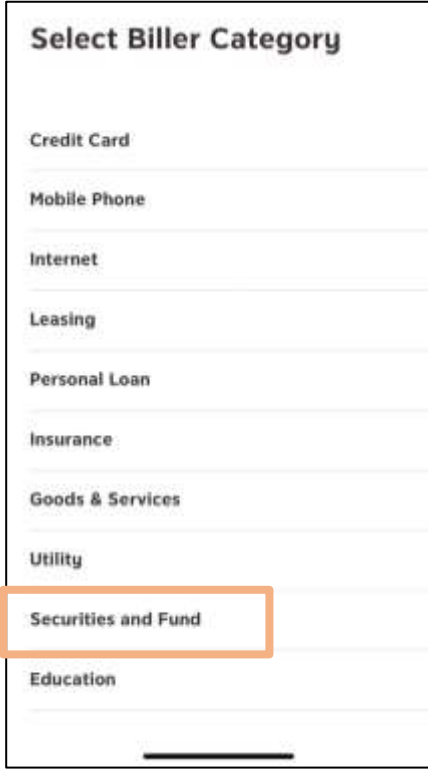 Select Biller Category
Credit Card
Mobile Phone
Internet
Leasing
Personal Loan
Insurance
Goods & Services
Utility
Securities and Fund
Education